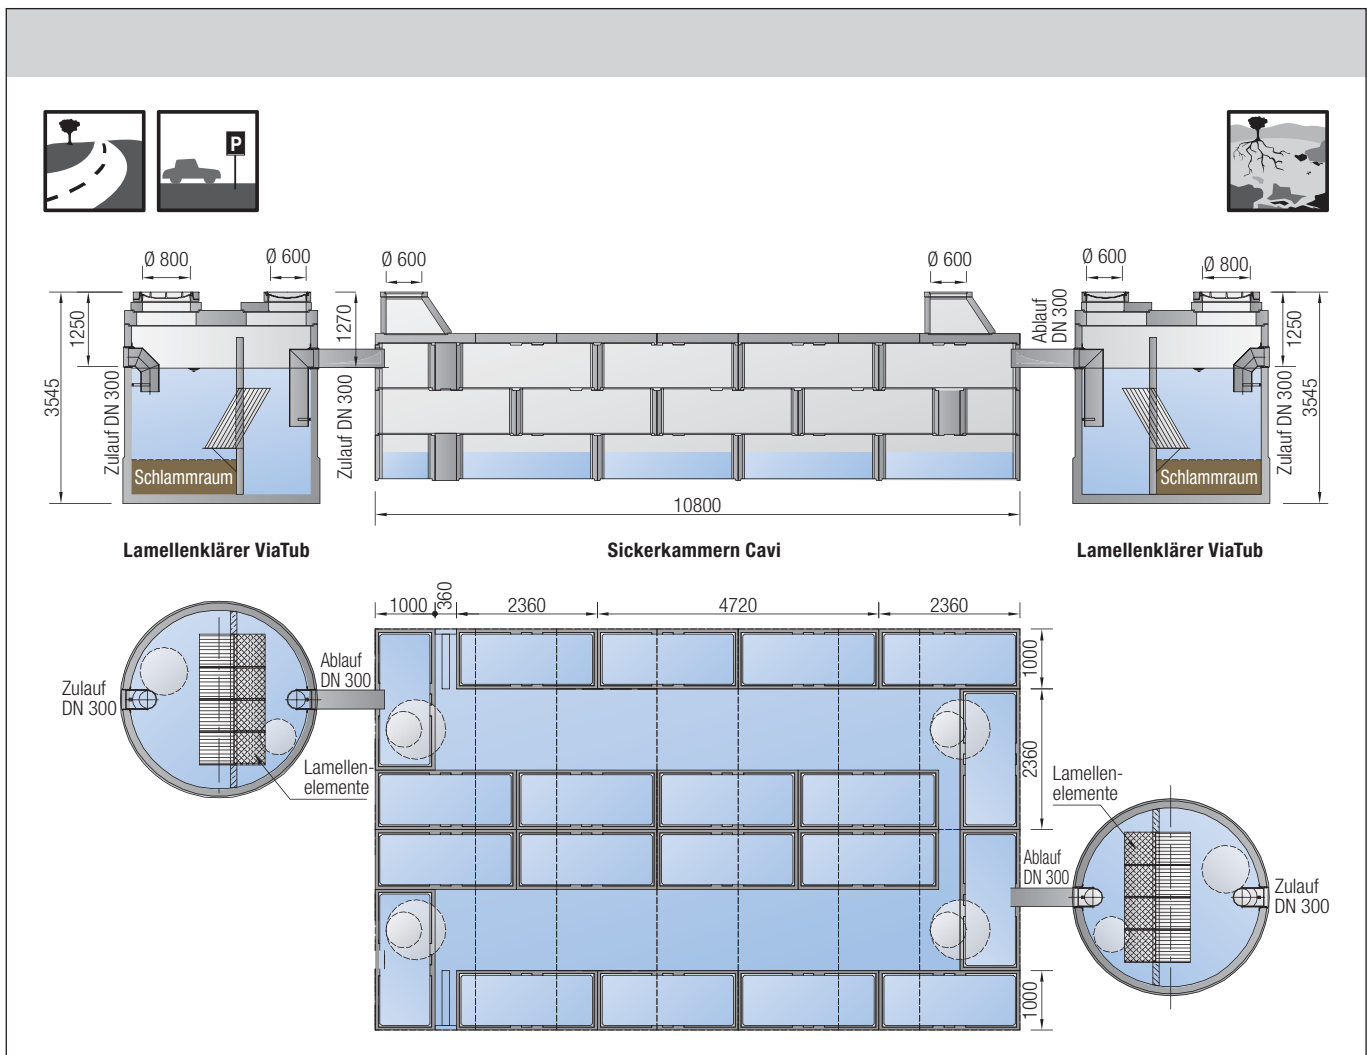 P
Ø 800
Ø 600
Ø 600
Ø 600
Ø 600
Ø 800
1250
3545
Zulauf DN 300
1270
Zulauf DN 300
Ablauf
DN 300
1250
Zulauf DN 300
3545
Schlammraum
Schlammraum
10800
Lamellenklärer ViaTub
Sickerkammern Cavi
Lamellenklärer ViaTub
1000
360
2360
4720
2360
Zulauf
DN 300
Ablauf
DN 300
Lamellen-
elemente
1000
2360
1000
Lamellen-
elemente
Ablauf
DN 300
Zulauf
DN 300